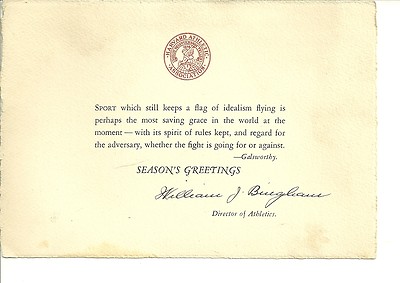 HARVARD ATHLETIC
ASSOCIATION
SPORT which still keeps a flag of idealism flying is
perhaps the most saving grace in the world at the
moment—with its spirit of rules kept, and regard for
the adversary, whether the fight is going for or against.
—Galsworthy.
SEASON'S GREETINGS
William J. Bingham
Director of Athletics.